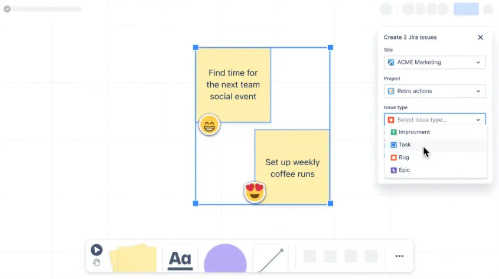 Create 2 Jira issues
Site
ACME Marketing
Project
Retro actions
Issue type
Select issue type...
Improvment
Task
Bug
Epic
Find time for
the next team
social event
Set up weekly
coffee runs
Aa